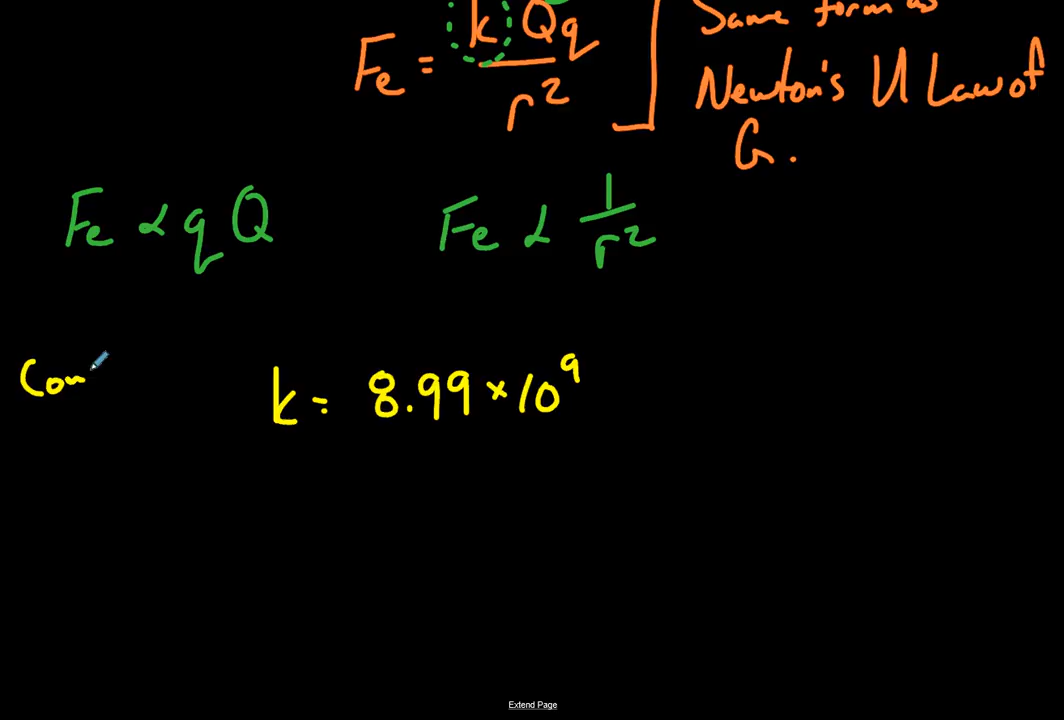 Fe = k Qq / r²
Same form as
Newton's U Law of
G.
Fe ∝ qQ
Fe ∝ 1/r²
Con
k = 8.99 × 10⁹
Extend Page